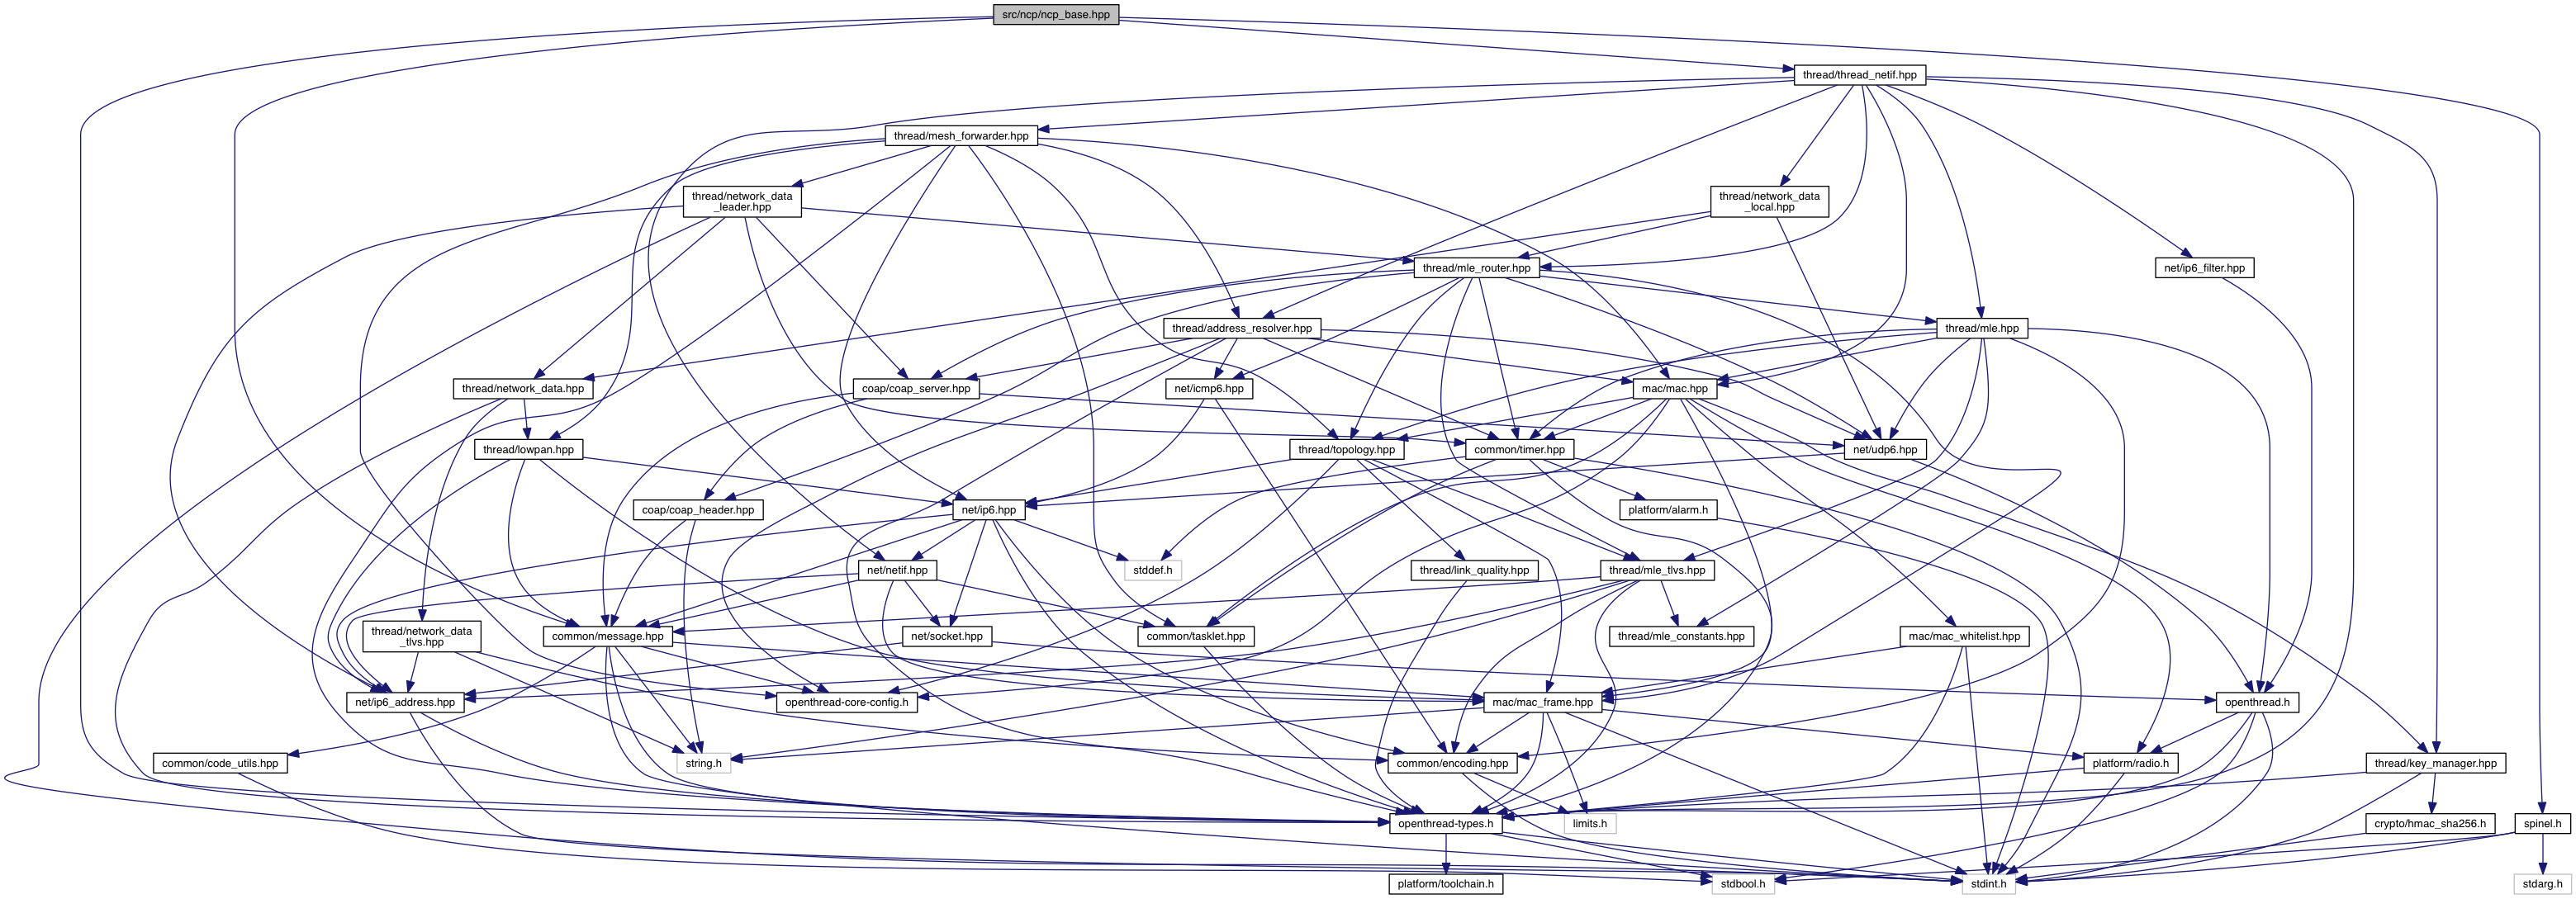 src/ncp/ncp_base.hpp
thread/thread_netif.hpp
thread/mesh_forwarder.hpp
thread/network_data
_leader.hpp
thread/network_data
_local.hpp
thread/mle_router.hpp
net/ip6_filter.hpp
thread/address_resolver.hpp
thread/mle.hpp
thread/network_data.hpp
coap/coap_server.hpp
net/icmp6.hpp
mac/mac.hpp
thread/lowpan.hpp
thread/topology.hpp
common/timer.hpp
net/udp6.hpp
coap/coap_header.hpp
net/ip6.hpp
platform/alarm.h
net/netif.hpp
stddef.h
thread/link_quality.hpp
thread/mle_tlvs.hpp
thread/network_data
_tlvs.hpp
common/message.hpp
net/socket.hpp
common/tasklet.hpp
thread/mle_constants.hpp
mac/mac_whitelist.hpp
net/ip6_address.hpp
openthread-core-config.h
mac/mac_frame.hpp
openthread.h
common/code_utils.hpp
string.h
common/encoding.hpp
platform/radio.h
thread/key_manager.hpp
openthread-types.h
limits.h
crypto/hmac_sha256.h
spinel.h
platform/toolchain.h
stdbool.h
stdint.h
stdarg.h